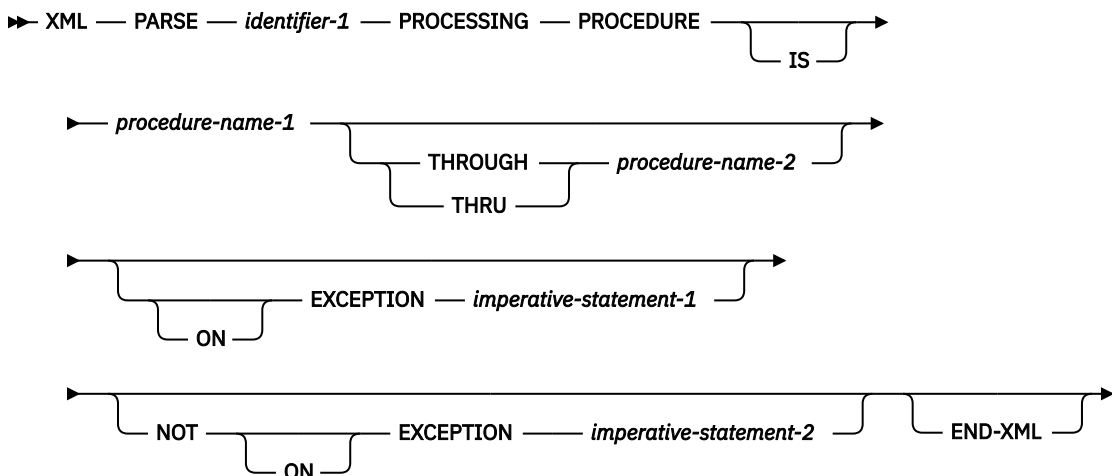 XML PARSE identifier-1 PROCESSING PROCEDURE
IS
procedure-name-1
THROUGH procedure-name-2
THRU
EXCEPTION imperative-statement-1
ON
NOT EXCEPTION imperative-statement-2 END-XML
ON